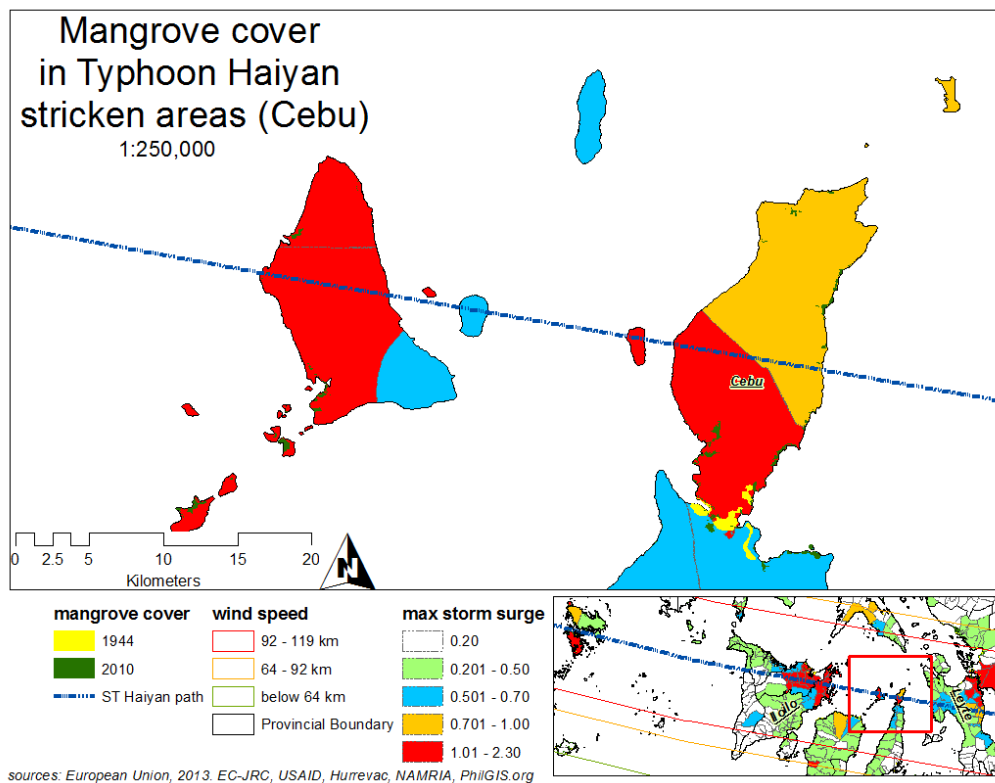 Mangrove cover
in Typhoon Haiyan
stricken areas (Cebu)
1:250,000
Cebu
0 2.5 5 10 15 20
Kilometers
N
mangrove cover
1944
2010
ST Haiyan path
wind speed
92 - 119 km
64 - 92 km
below 64 km
Provincial Boundary
max storm surge
0.20
0.201 - 0.50
0.501 - 0.70
0.701 - 1.00
1.01 - 2.30
Iloilo
Leyte
sources: European Union, 2013. EC-JRC, USAID, Hurrevac, NAMRIA, PhilGIS.org